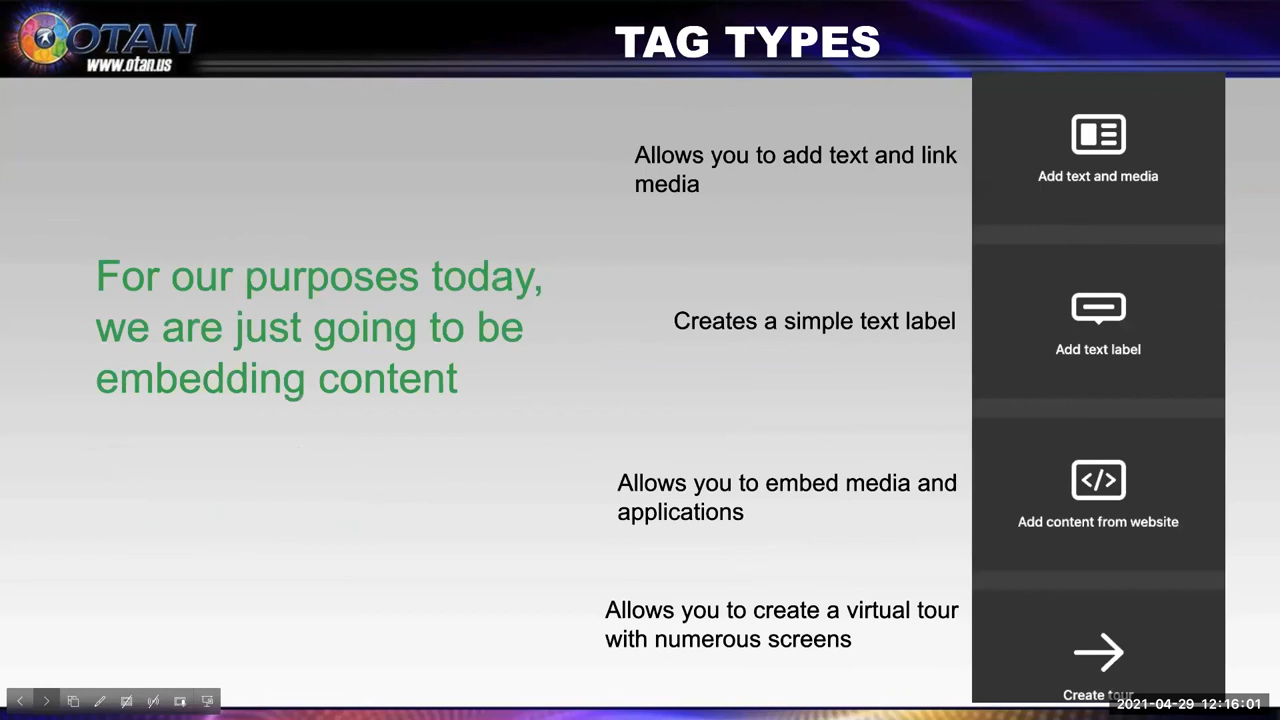 OTAN
www.otan.us
TAG TYPES
Allows you to add text and link
media
Add text and media
For our purposes today,
we are just going to be
embedding content
Creates a simple text label
Add text label
Allows you to embed media and
applications
</>
Add content from website
Allows you to create a virtual tour
with numerous screens
Create tour
2021-04-29 12:16:01